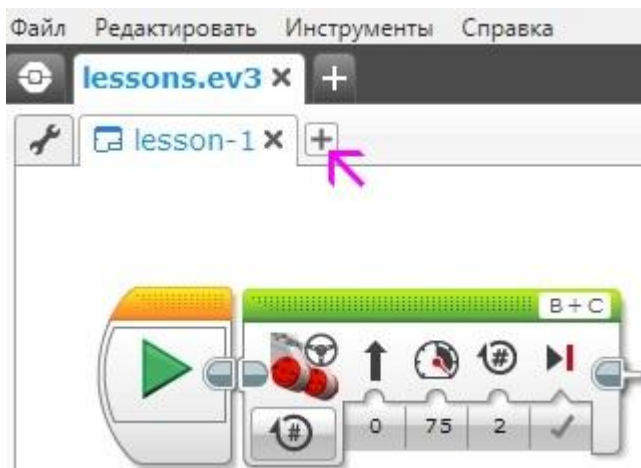 Файл Редактировать Инструменты Справка
lessons.ev3 × +
lesson-1 × +
B + C
#
# 0 75 2